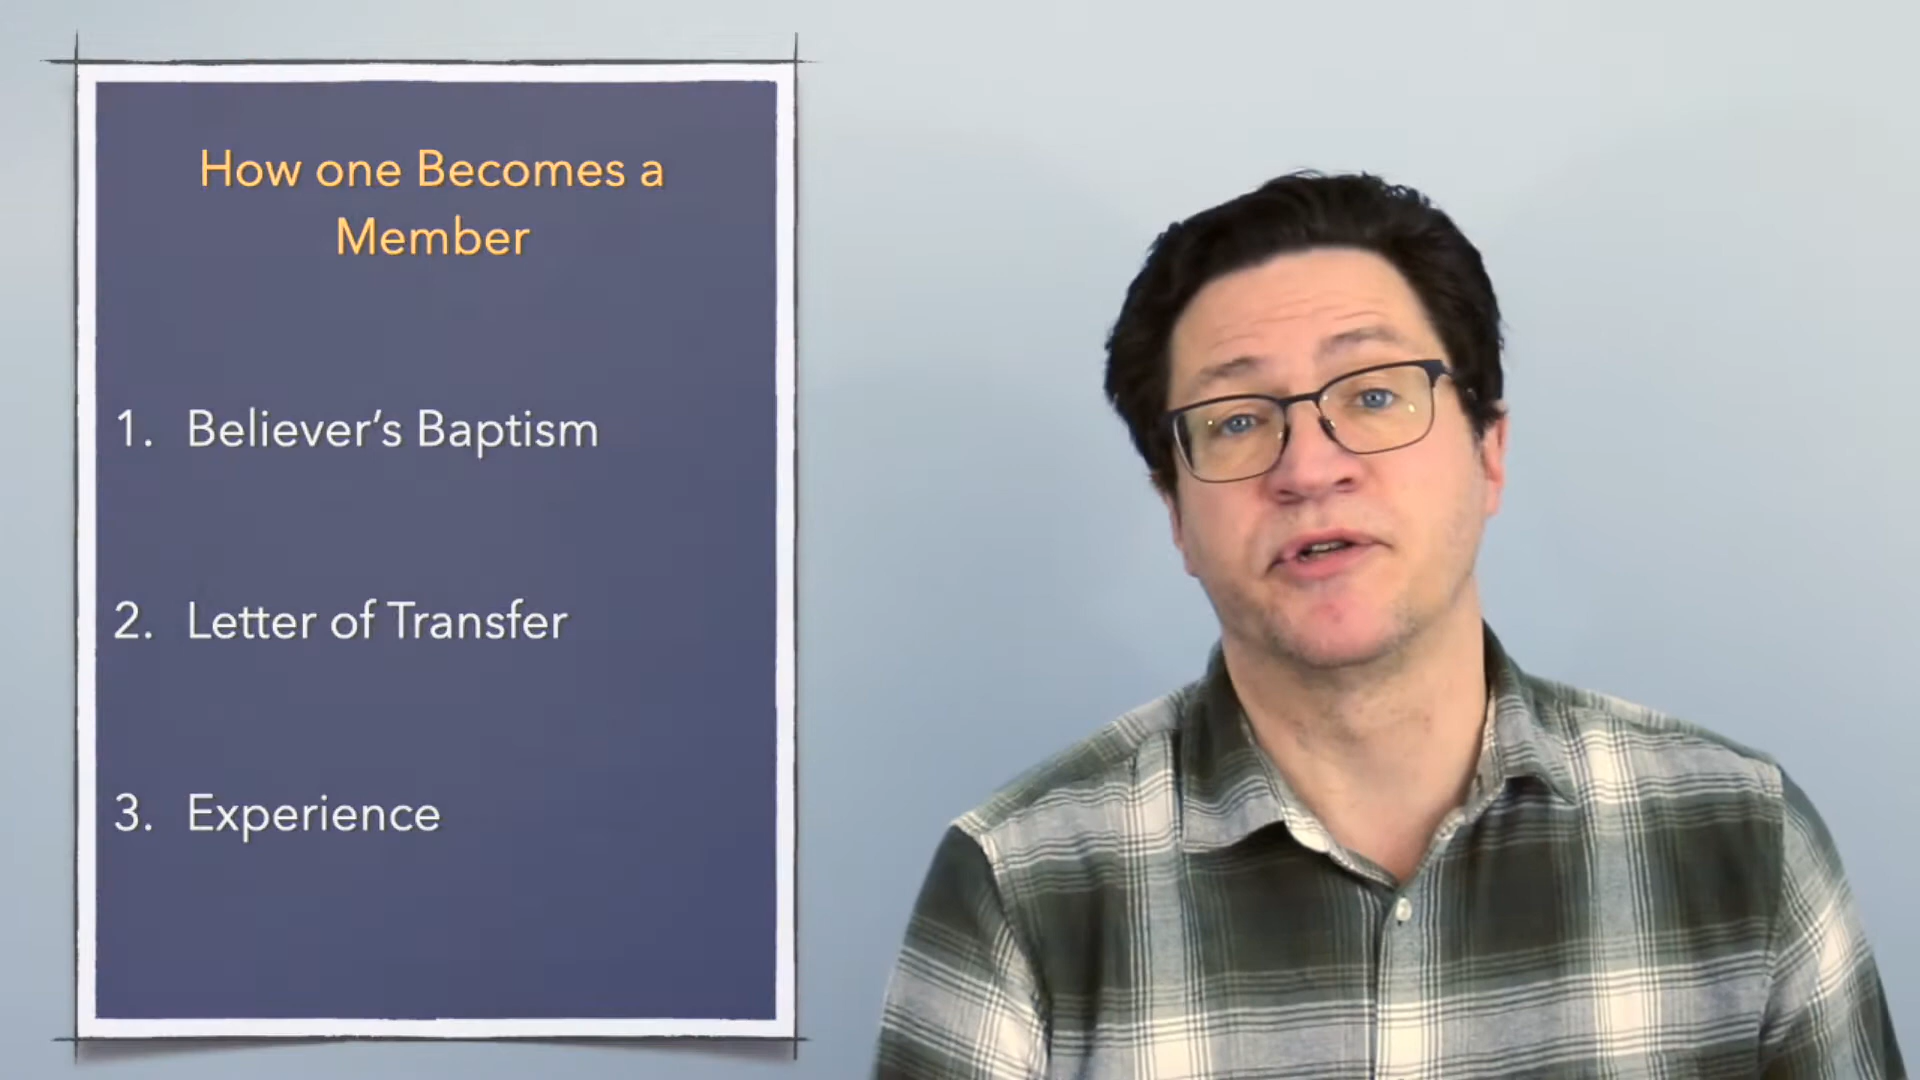 How one Becomes a
Member
1. Believer’s Baptism
2. Letter of Transfer
3. Experience